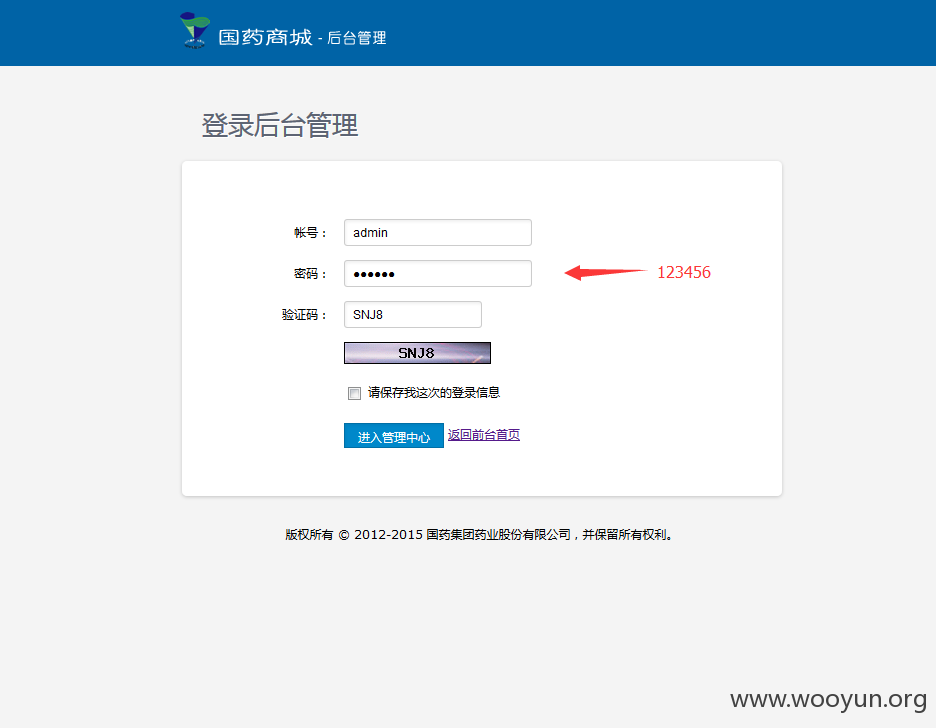 国药商城 - 后台管理
登录后台管理
帐号： admin
密码： ●●●●●● 123456
验证码： SNJ8
SNJ8
请保存我这次的登录信息
进入管理中心 返回前台首页
版权所有 © 2012-2015 国药集团药业股份有限公司，并保留所有权利。
www.wooyun.org